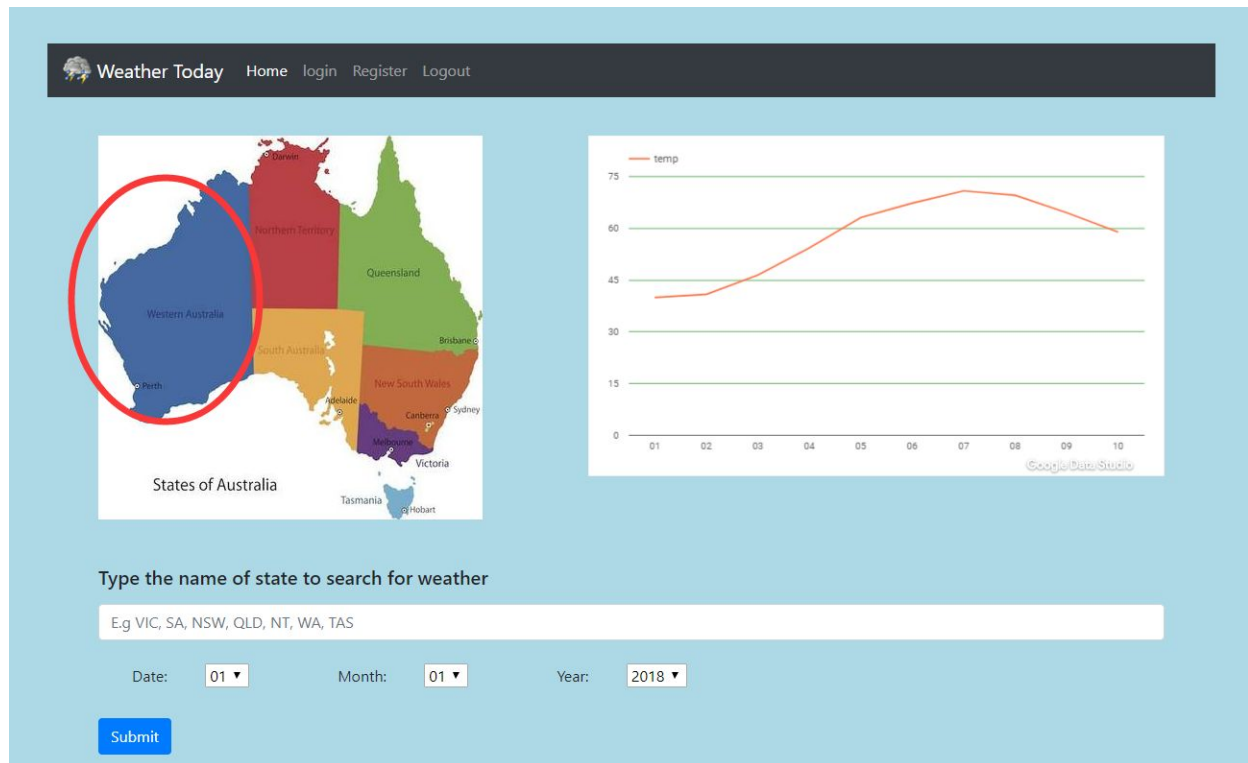 Weather Today Home login Register Logout
Darwin
Northern Territory
Queensland
Western Australia
South Australia
Brisbane
Perth
New South Wales
Adelaide
Sydney
Canberra
Melbourne
Victoria
States of Australia
Tasmania
Hobart
temp
75
60
45
30
15
0
01 02 03 04 05 06 07 08 09 10
Google Data Studio
Type the name of state to search for weather
E.g VIC, SA, NSW, QLD, NT, WA, TAS
Date: 01 Month: 01 Year: 2018
Submit